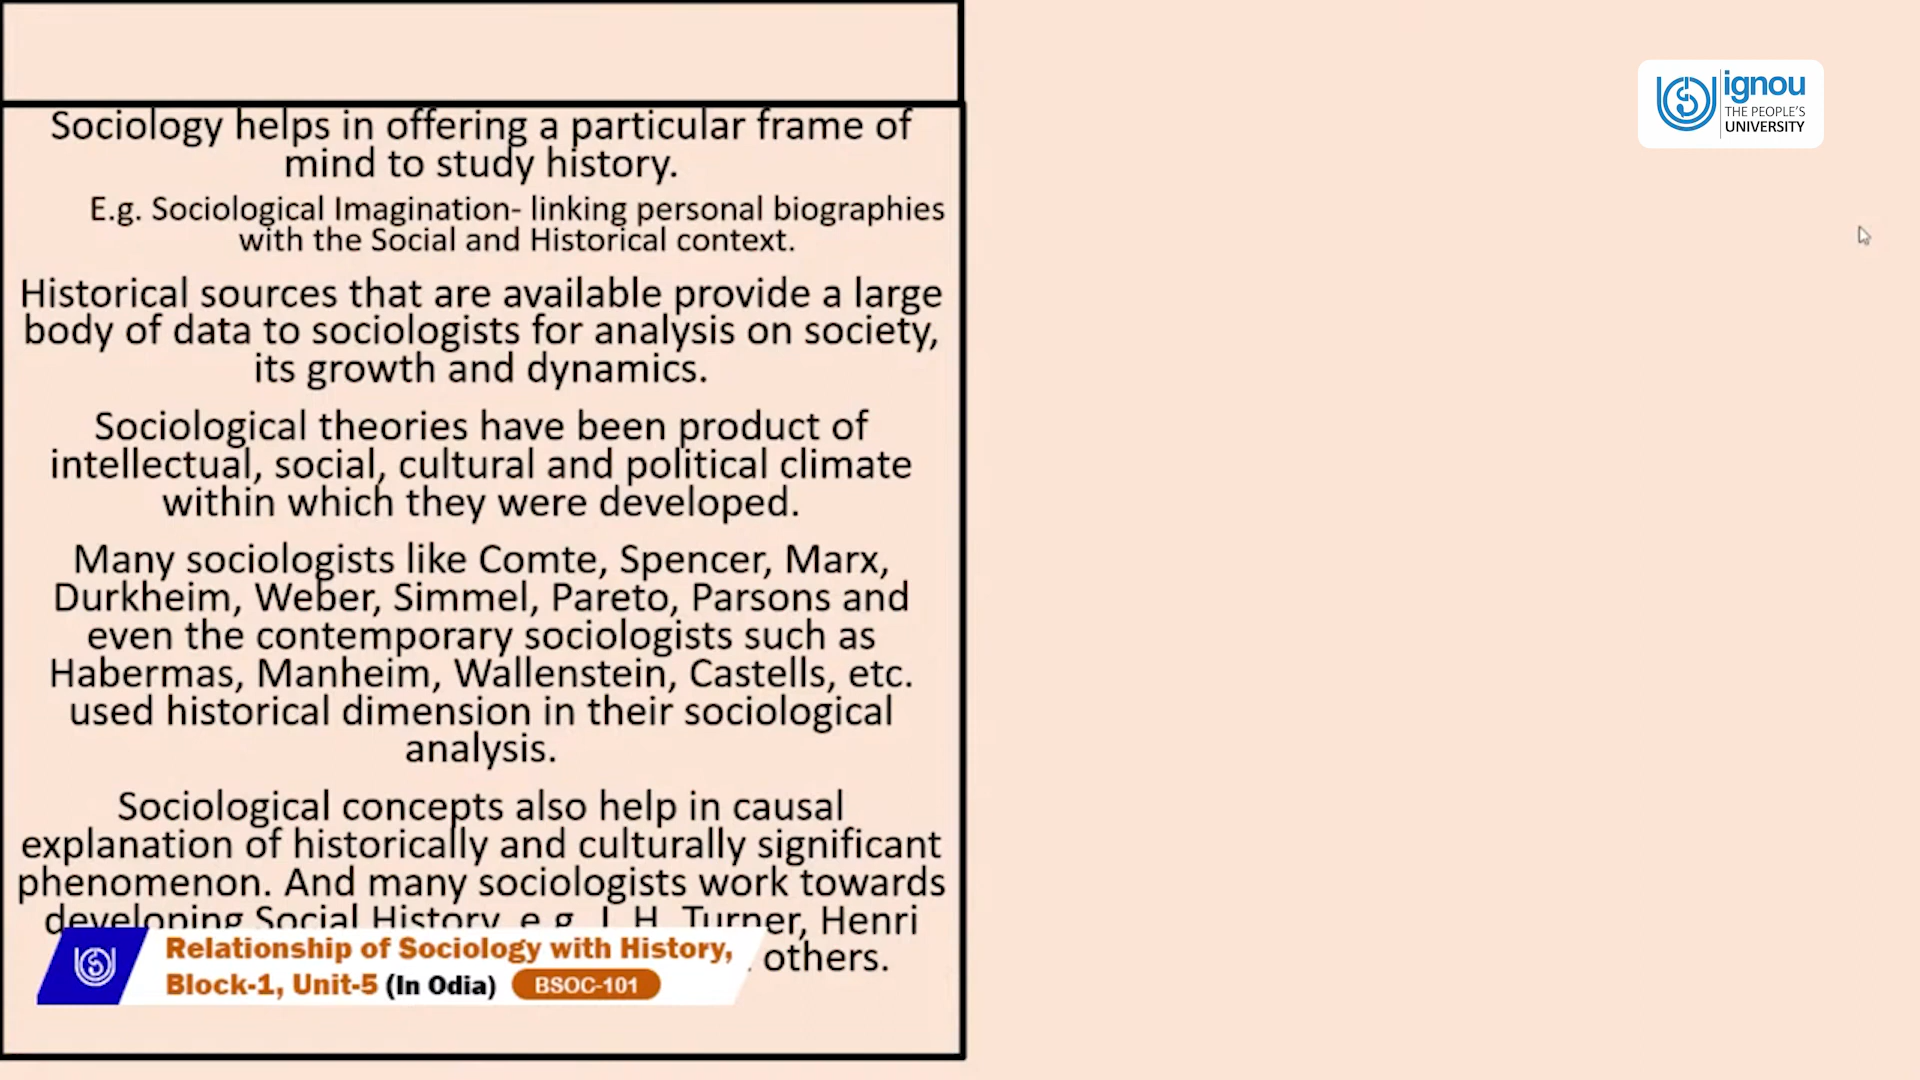 ignou
THE PEOPLE'S
UNIVERSITY
Sociology helps in offering a particular frame of
mind to study history.
E.g. Sociological Imagination- linking personal biographies
with the Social and Historical context.
Historical sources that are available provide a large
body of data to sociologists for analysis on society,
its growth and dynamics.
Sociological theories have been product of
intellectual, social, cultural and political climate
within which they were developed.
Many sociologists like Comte, Spencer, Marx,
Durkheim, Weber, Simmel, Pareto, Parsons and
even the contemporary sociologists such as
Habermas, Manheim, Wallenstein, Castells, etc.
used historical dimension in their sociological
analysis.
Sociological concepts also help in causal
explanation of historically and culturally significant
phenomenon. And many sociologists work towards
developing Social History, e.g. J. H. Turner, Henri
others.
Relationship of Sociology with History,
Block-1, Unit-5 (In Odia) BSOC-101